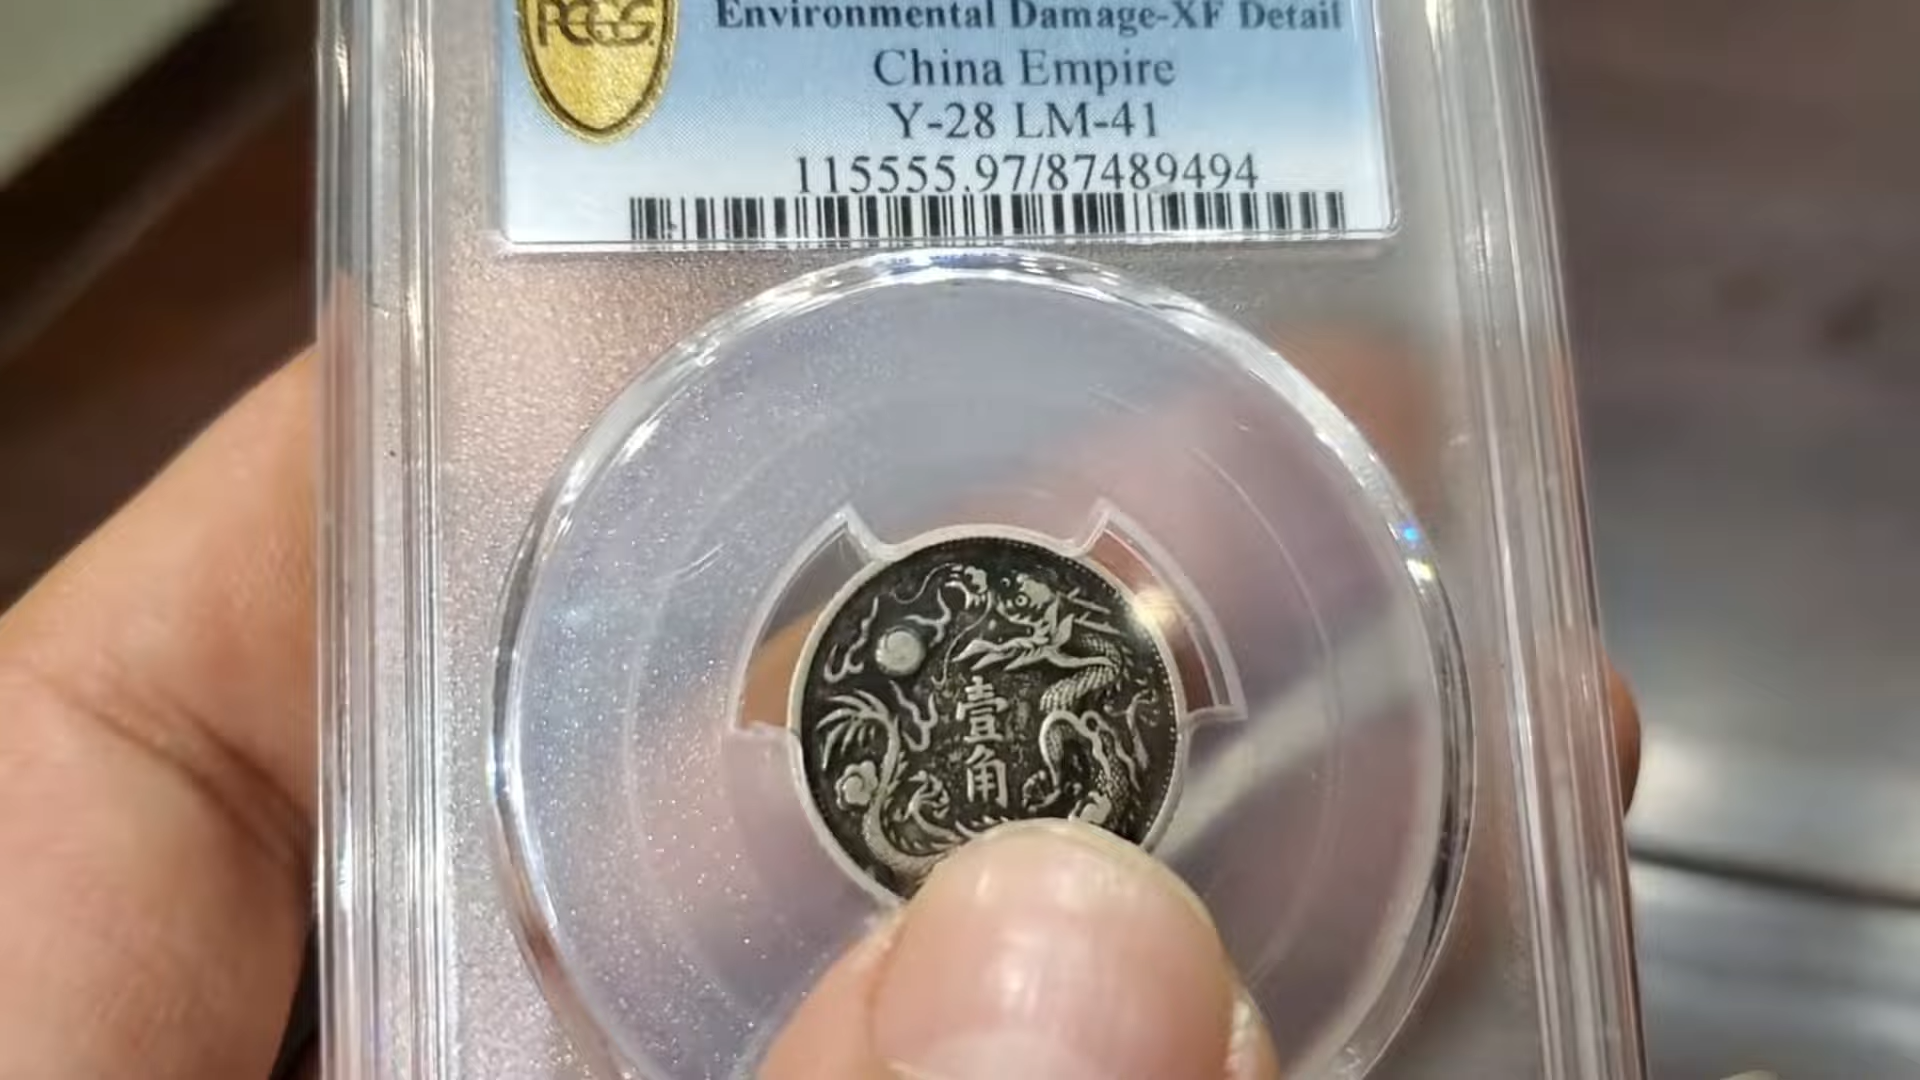 PCGS
Environmental Damage-XF Detail
China Empire
Y-28 LM-41
115555.97/87489494
壹
角